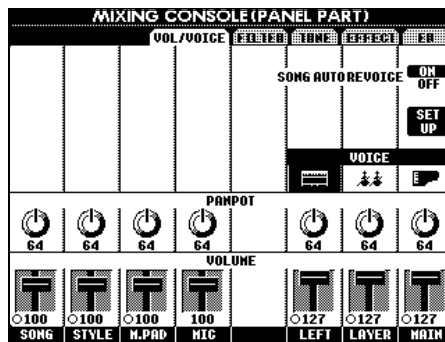 MIXING CONSOLE(PANEL PART)
VOL/VOICE FILTER TUNE EFFECT EQ
SONG AUTO REVOICE ON
OFF
SET
UP
VOICE
PANPOT
64 64 64 64 64 64 64
VOLUME
100 100 100 100 127 127 127
SONG STYLE M.PAD MIC LEFT LAYER MAIN